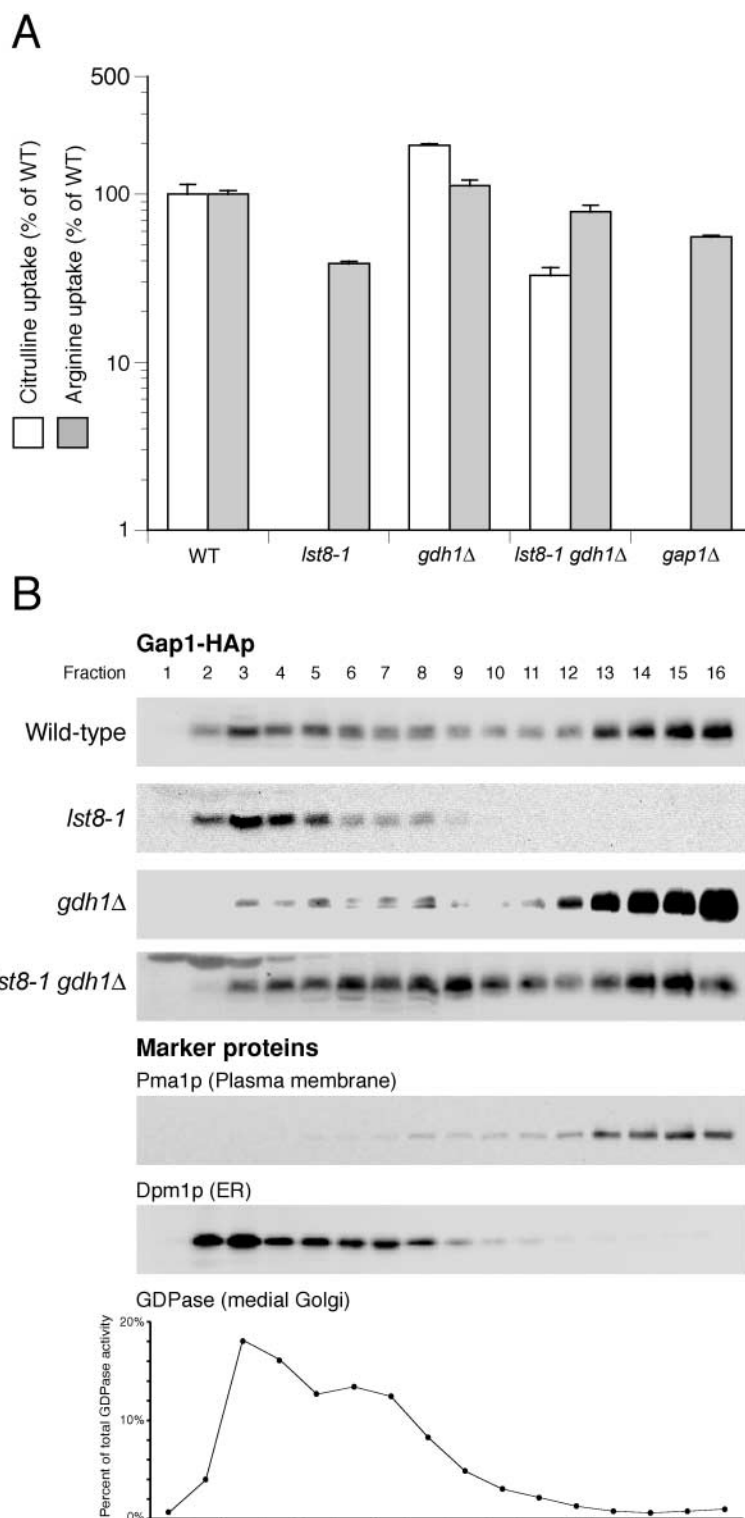 A
Citrulline uptake (% of WT)
Arginine uptake (% of WT)
500
100
10
1
WT lst8-1 gdh1Δ lst8-1 gdh1Δ gap1Δ
B
Gap1-HAp
Fraction 1 2 3 4 5 6 7 8 9 10 11 12 13 14 15 16
Wild-type
lst8-1
gdh1Δ
st8-1 gdh1Δ
Marker proteins
Pma1p (Plasma membrane)
Dpm1p (ER)
GDPase (medial Golgi)
Percent of total GDPase activity
20%
10%
0%